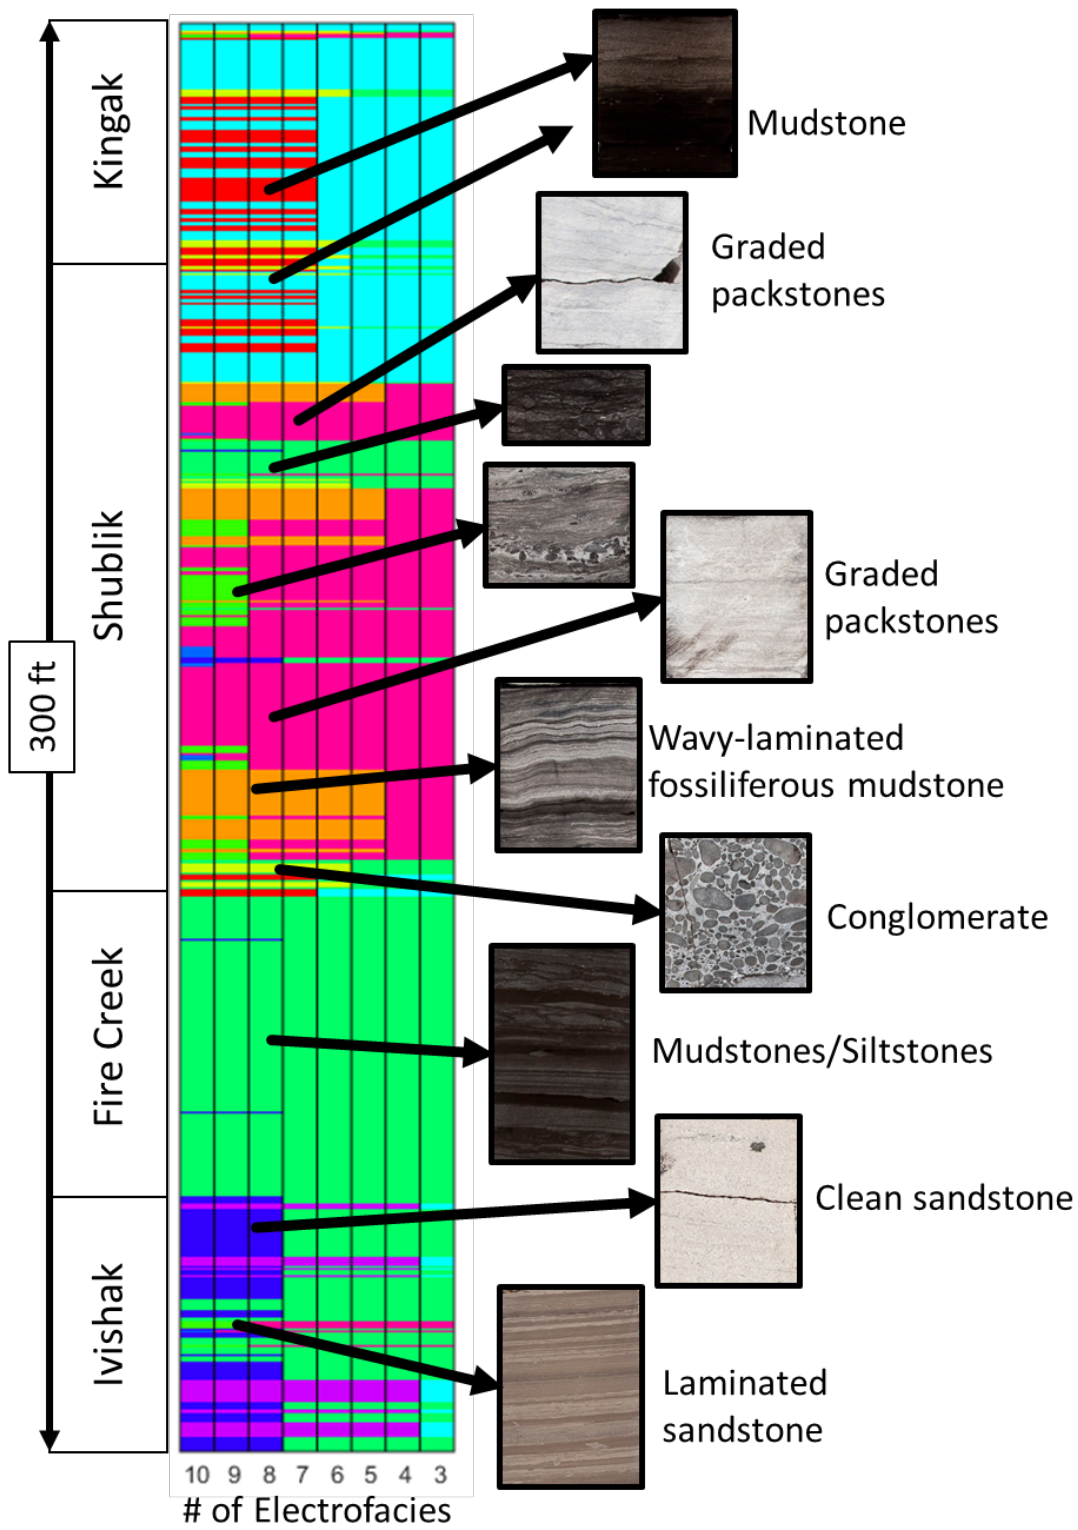 Kingak
Mudstone
Graded
packstones
Shublik
Graded
packstones
300 ft
Wavy-laminated
fossiliferous mudstone
Conglomerate
Fire Creek
Mudstones/Siltstones
Clean sandstone
Ivishak
Laminated
sandstone
10 9 8 7 6 5 4 3
# of Electrofacies